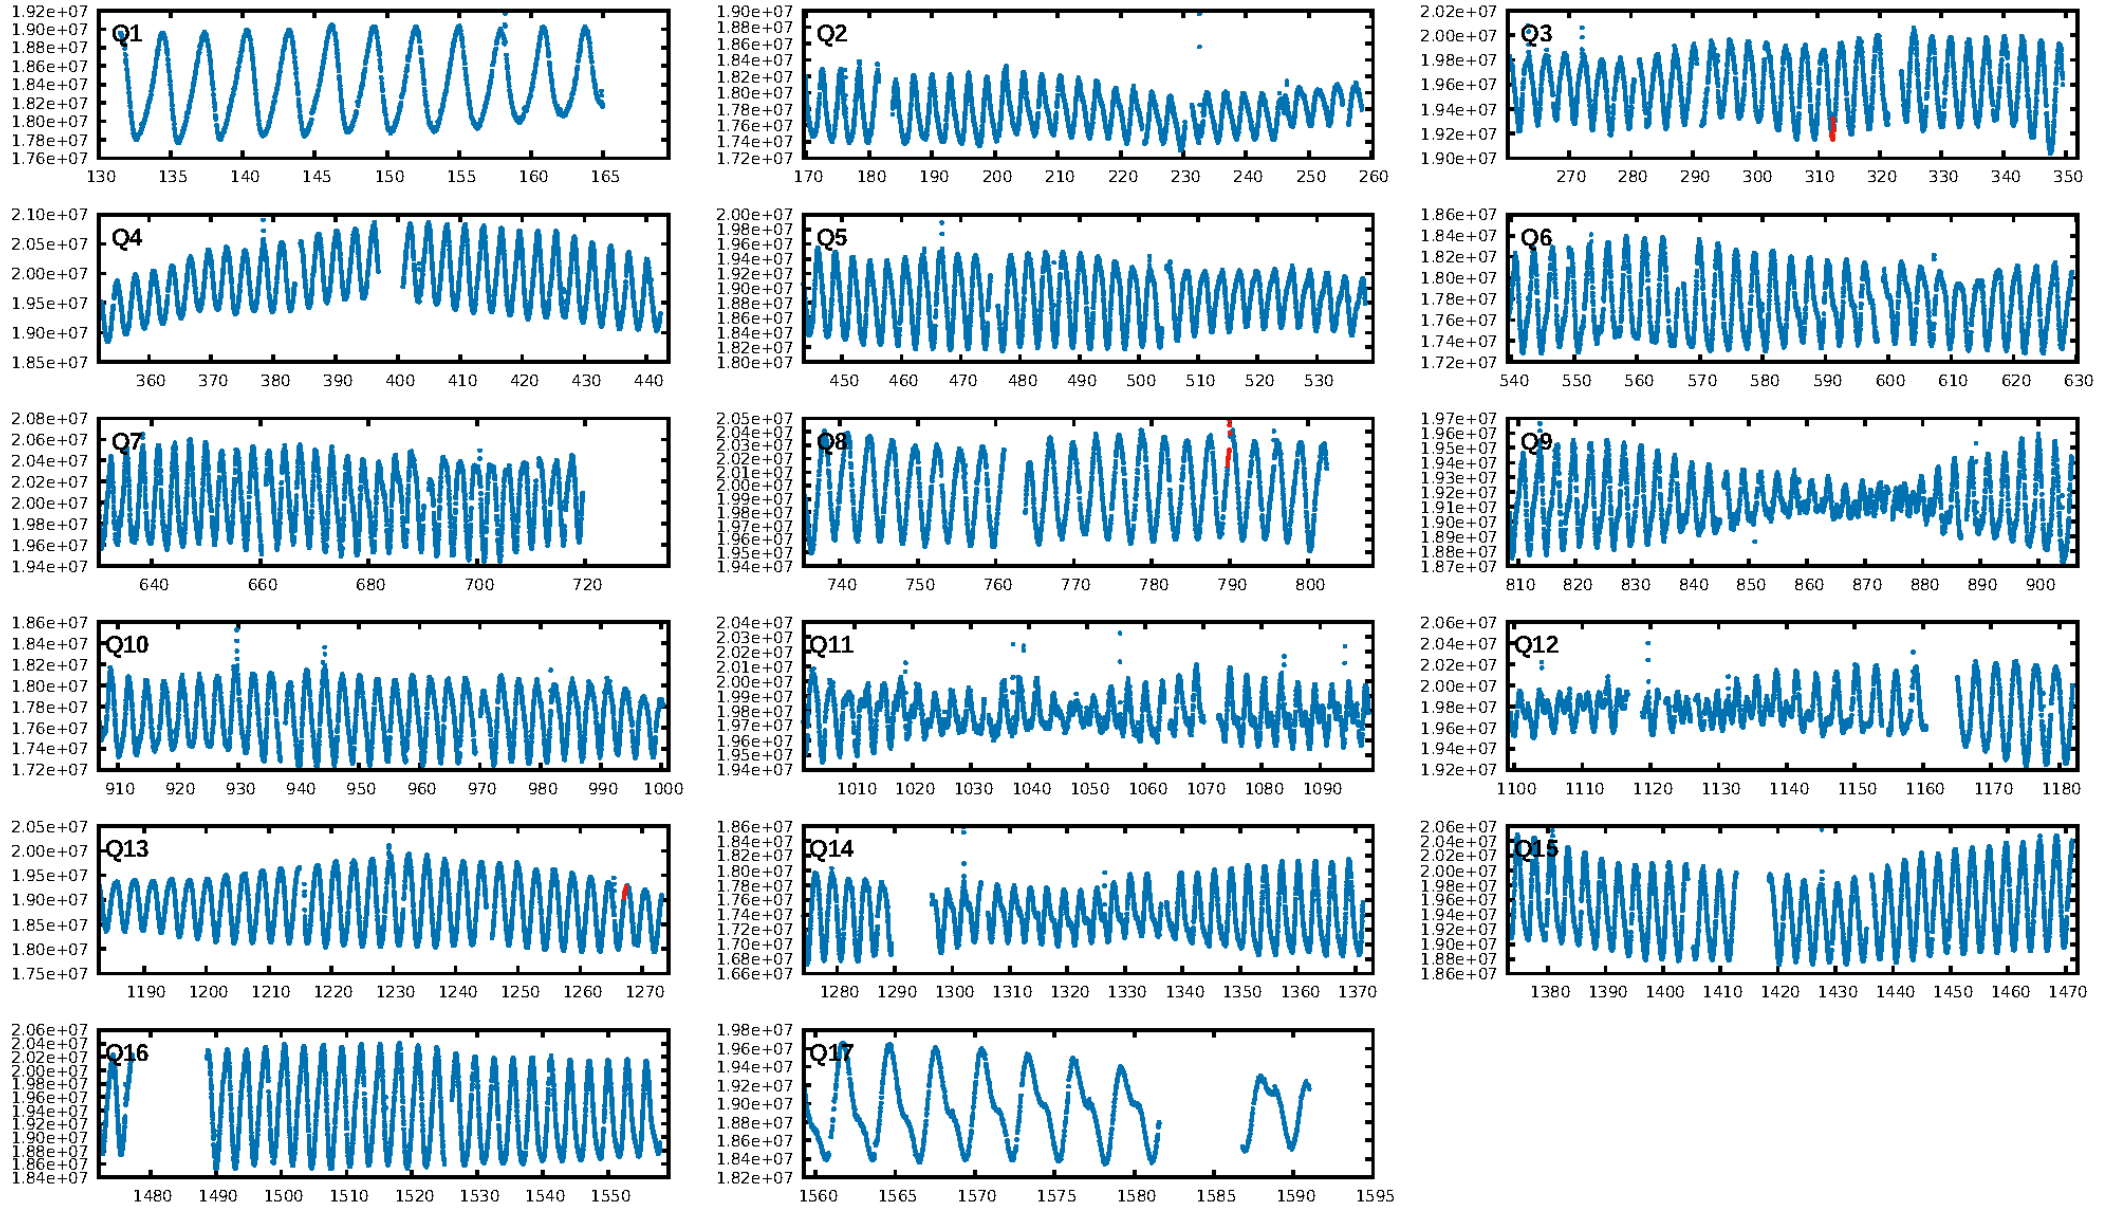 1.92e+07
1.90e+07
1.88e+07
1.86e+07
1.84e+07
1.82e+07
1.80e+07
1.78e+07
1.76e+07
Q1
130 135 140 145 150 155 160 165
1.90e+07
1.88e+07
1.86e+07
1.84e+07
1.82e+07
1.80e+07
1.78e+07
1.76e+07
1.74e+07
1.72e+07
Q2
170 180 190 200 210 220 230 240 250 260
2.02e+07
2.00e+07
1.98e+07
1.96e+07
1.94e+07
1.92e+07
1.90e+07
Q3
270 280 290 300 310 320 330 340 350
2.10e+07
2.05e+07
2.00e+07
1.95e+07
1.90e+07
1.85e+07
Q4
360 370 380 390 400 410 420 430 440
2.00e+07
1.98e+07
1.96e+07
1.94e+07
1.92e+07
1.90e+07
1.88e+07
1.86e+07
1.84e+07
1.82e+07
1.80e+07
Q5
450 460 470 480 490 500 510 520 530
1.86e+07
1.84e+07
1.82e+07
1.80e+07
1.78e+07
1.76e+07
1.74e+07
1.72e+07
Q6
540 550 560 570 580 590 600 610 620 630
2.08e+07
2.06e+07
2.04e+07
2.02e+07
2.00e+07
1.98e+07
1.96e+07
1.94e+07
Q7
640 660 680 700 720
2.05e+07
2.04e+07
2.03e+07
2.02e+07
2.01e+07
2.00e+07
1.99e+07
1.98e+07
1.97e+07
1.96e+07
1.95e+07
1.94e+07
Q8
740 750 760 770 780 790 800
1.97e+07
1.96e+07
1.95e+07
1.94e+07
1.93e+07
1.92e+07
1.91e+07
1.90e+07
1.89e+07
1.88e+07
1.87e+07
Q9
810 820 830 840 850 860 870 880 890 900
1.86e+07
1.84e+07
1.82e+07
1.80e+07
1.78e+07
1.76e+07
1.74e+07
1.72e+07
Q10
910 920 930 940 950 960 970 980 990 1000
2.04e+07
2.03e+07
2.02e+07
2.01e+07
2.00e+07
1.99e+07
1.98e+07
1.97e+07
1.96e+07
1.95e+07
1.94e+07
Q11
1010 1020 1030 1040 1050 1060 1070 1080 1090
2.06e+07
2.04e+07
2.02e+07
2.00e+07
1.98e+07
1.96e+07
1.94e+07
1.92e+07
Q12
1100 1110 1120 1130 1140 1150 1160 1170 1180
2.05e+07
2.00e+07
1.95e+07
1.90e+07
1.85e+07
1.80e+07
1.75e+07
Q13
1190 1200 1210 1220 1230 1240 1250 1260 1270
1.86e+07
1.84e+07
1.82e+07
1.80e+07
1.78e+07
1.76e+07
1.74e+07
1.72e+07
1.70e+07
1.68e+07
1.66e+07
Q14
1280 1290 1300 1310 1320 1330 1340 1350 1360 1370
2.06e+07
2.04e+07
2.02e+07
2.00e+07
1.98e+07
1.96e+07
1.94e+07
1.92e+07
1.90e+07
1.88e+07
1.86e+07
Q15
1380 1390 1400 1410 1420 1430 1440 1450 1460 1470
2.06e+07
2.04e+07
2.02e+07
2.00e+07
1.98e+07
1.96e+07
1.94e+07
1.92e+07
1.90e+07
1.88e+07
1.86e+07
1.84e+07
Q16
1480 1490 1500 1510 1520 1530 1540 1550
1.98e+07
1.96e+07
1.94e+07
1.92e+07
1.90e+07
1.88e+07
1.86e+07
1.84e+07
1.82e+07
Q17
1560 1565 1570 1575 1580 1585 1590 1595